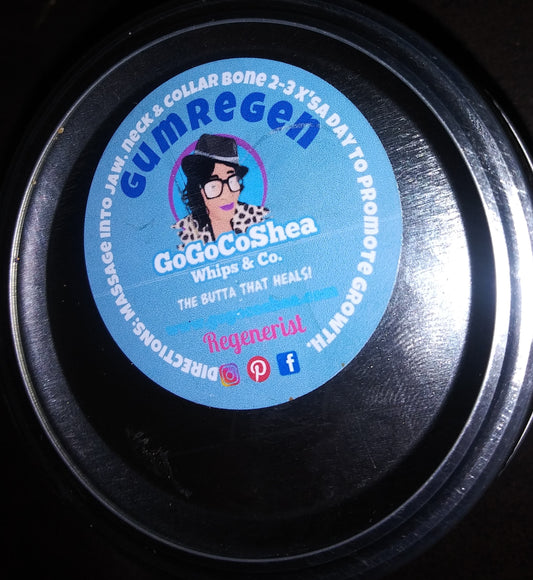 DIRECTIONS: MASSAGE INTO JAW, NECK & COLLAR BONE 2-3 X'S A DAY TO PROMOTE GROWTH.
GUMREGEN
GoGoCoShea
Whips & Co.
THE BUTTA THAT HEALS!
Regenerist